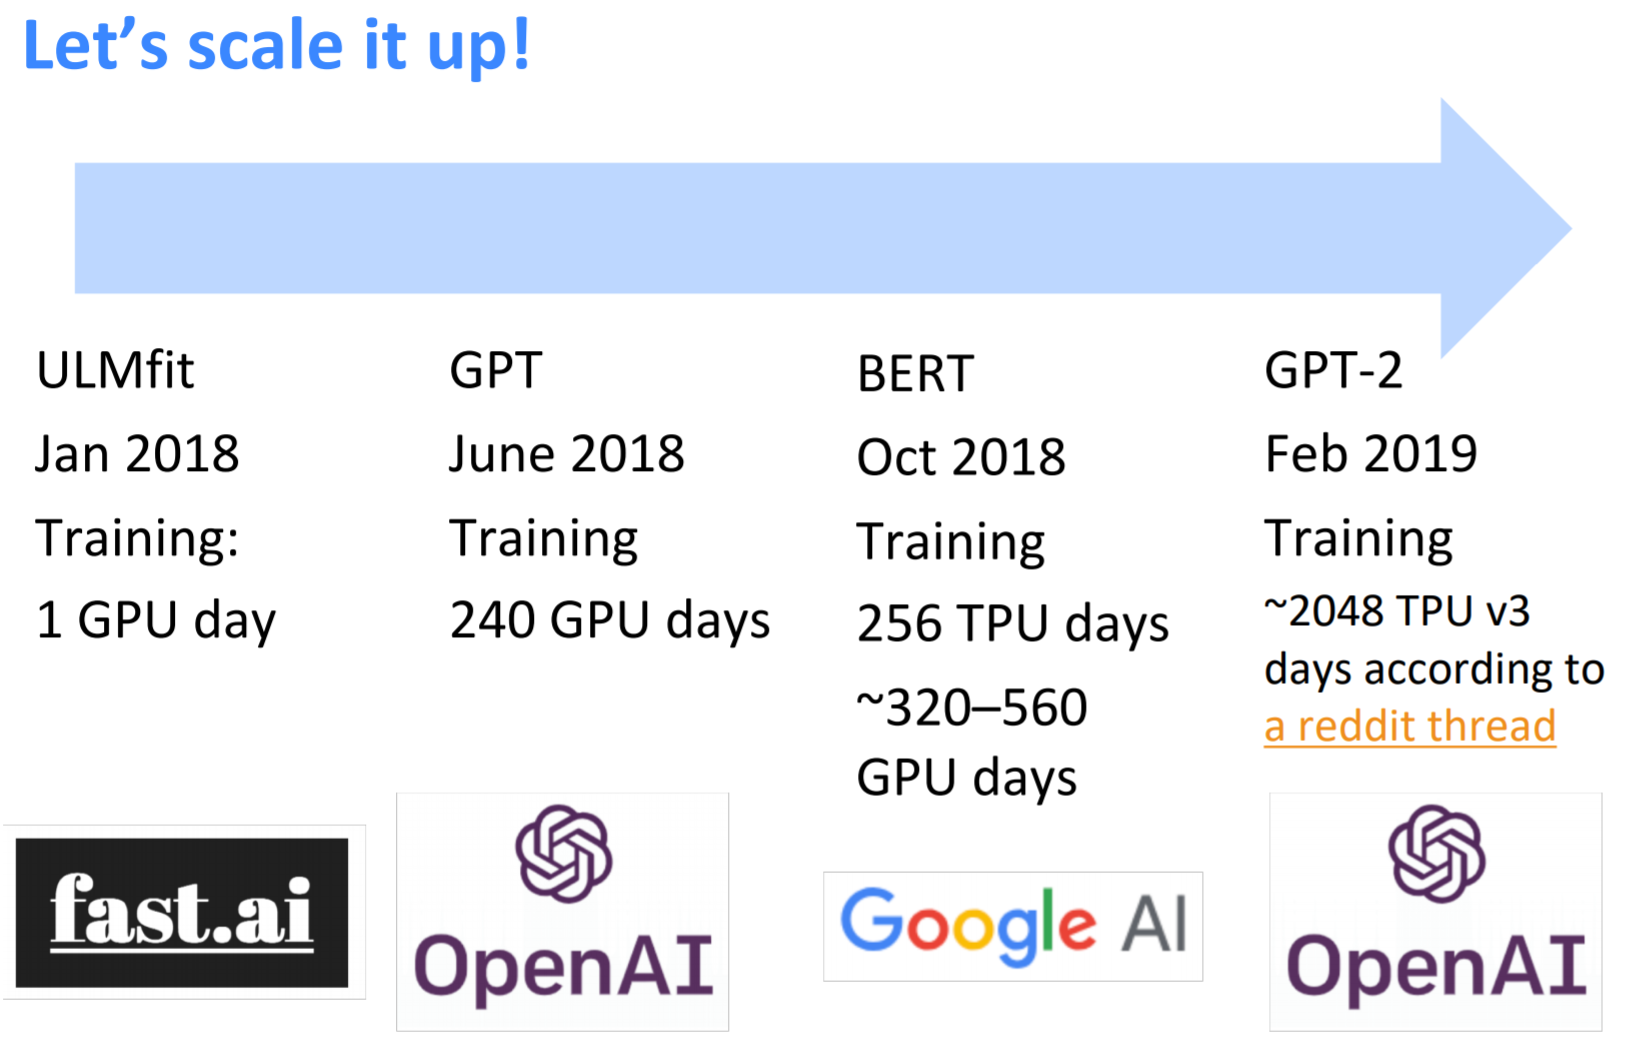 Let's scale it up!
ULMfit
Jan 2018
Training:
1 GPU day
fast.ai
GPT
June 2018
Training
240 GPU days
OpenAI
BERT
Oct 2018
Training
256 TPU days
~320–560
GPU days
Google AI
GPT-2
Feb 2019
Training
~2048 TPU v3
days according to
a reddit thread
OpenAI